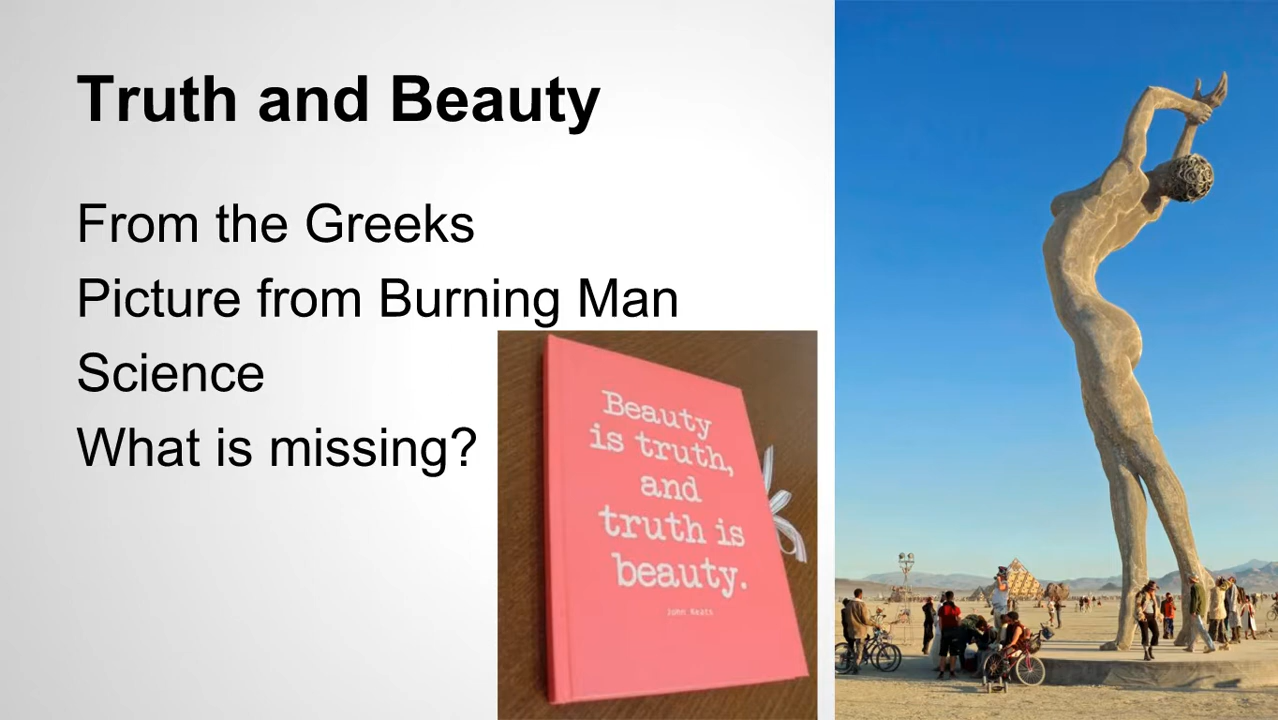 Truth and Beauty
From the Greeks
Picture from Burning Man
Science
What is missing?
Beauty
is truth,
and
truth is
beauty.
John Keats